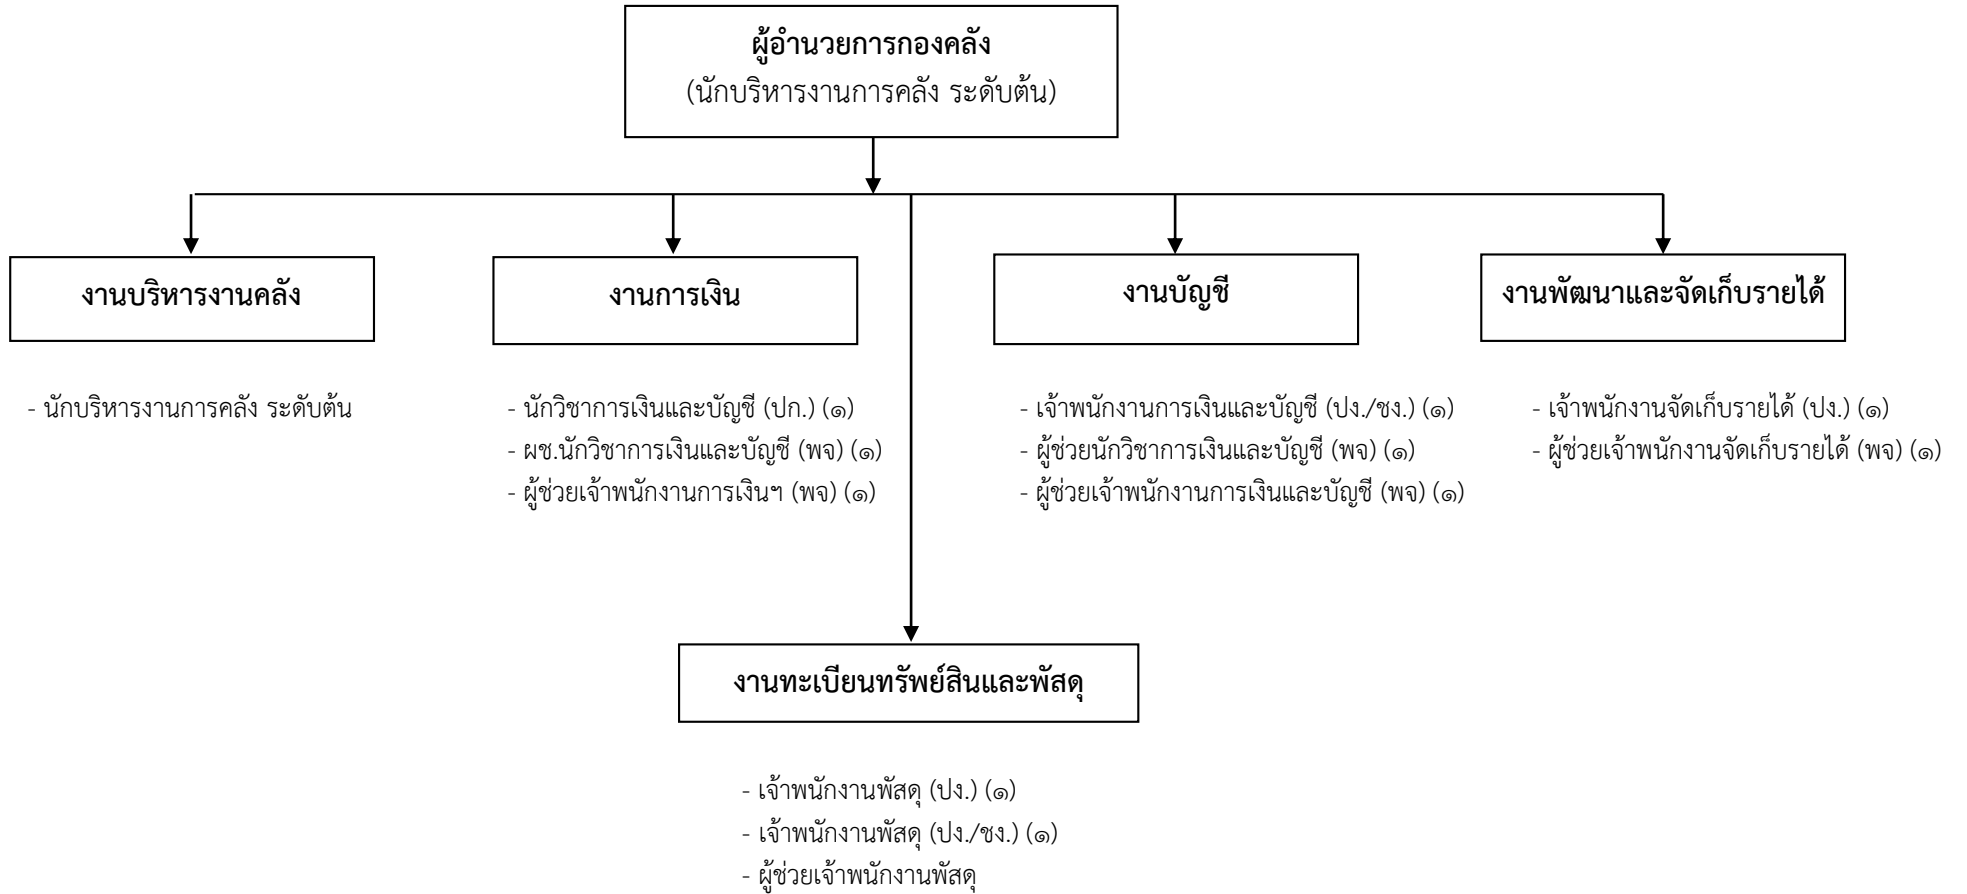 ผู้อำนวยการกองคลัง
(นักบริหารงานการคลัง ระดับต้น)
งานบริหารงานคลัง
งานการเงิน
งานบัญชี
งานพัฒนาและจัดเก็บรายได้
- นักบริหารงานการคลัง ระดับต้น
- นักวิชาการเงินและบัญชี (ปก.) (๑)
- ผช.นักวิชาการเงินและบัญชี (พจ) (๑)
- ผู้ช่วยเจ้าพนักงานการเงินฯ (พจ) (๑)
- เจ้าพนักงานการเงินและบัญชี (ปง./ชง.) (๑)
- ผู้ช่วยนักวิชาการเงินและบัญชี (พจ) (๑)
- ผู้ช่วยเจ้าพนักงานการเงินและบัญชี (พจ) (๑)
- เจ้าพนักงานจัดเก็บรายได้ (ปง.) (๑)
- ผู้ช่วยเจ้าพนักงานจัดเก็บรายได้ (พจ) (๑)
งานทะเบียนทรัพย์สินและพัสดุ
- เจ้าพนักงานพัสดุ (ปง.) (๑)
- เจ้าพนักงานพัสดุ (ปง./ชง.) (๑)
- ผู้ช่วยเจ้าพนักงานพัสดุ